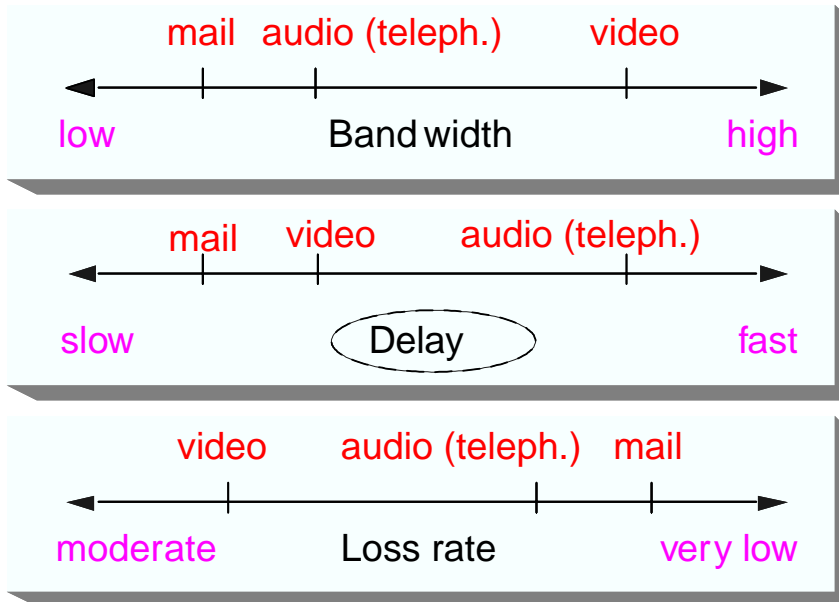 mail audio (teleph.) video
low Band width high
mail video audio (teleph.)
slow Delay fast
video audio (teleph.) mail
moderate Loss rate very low